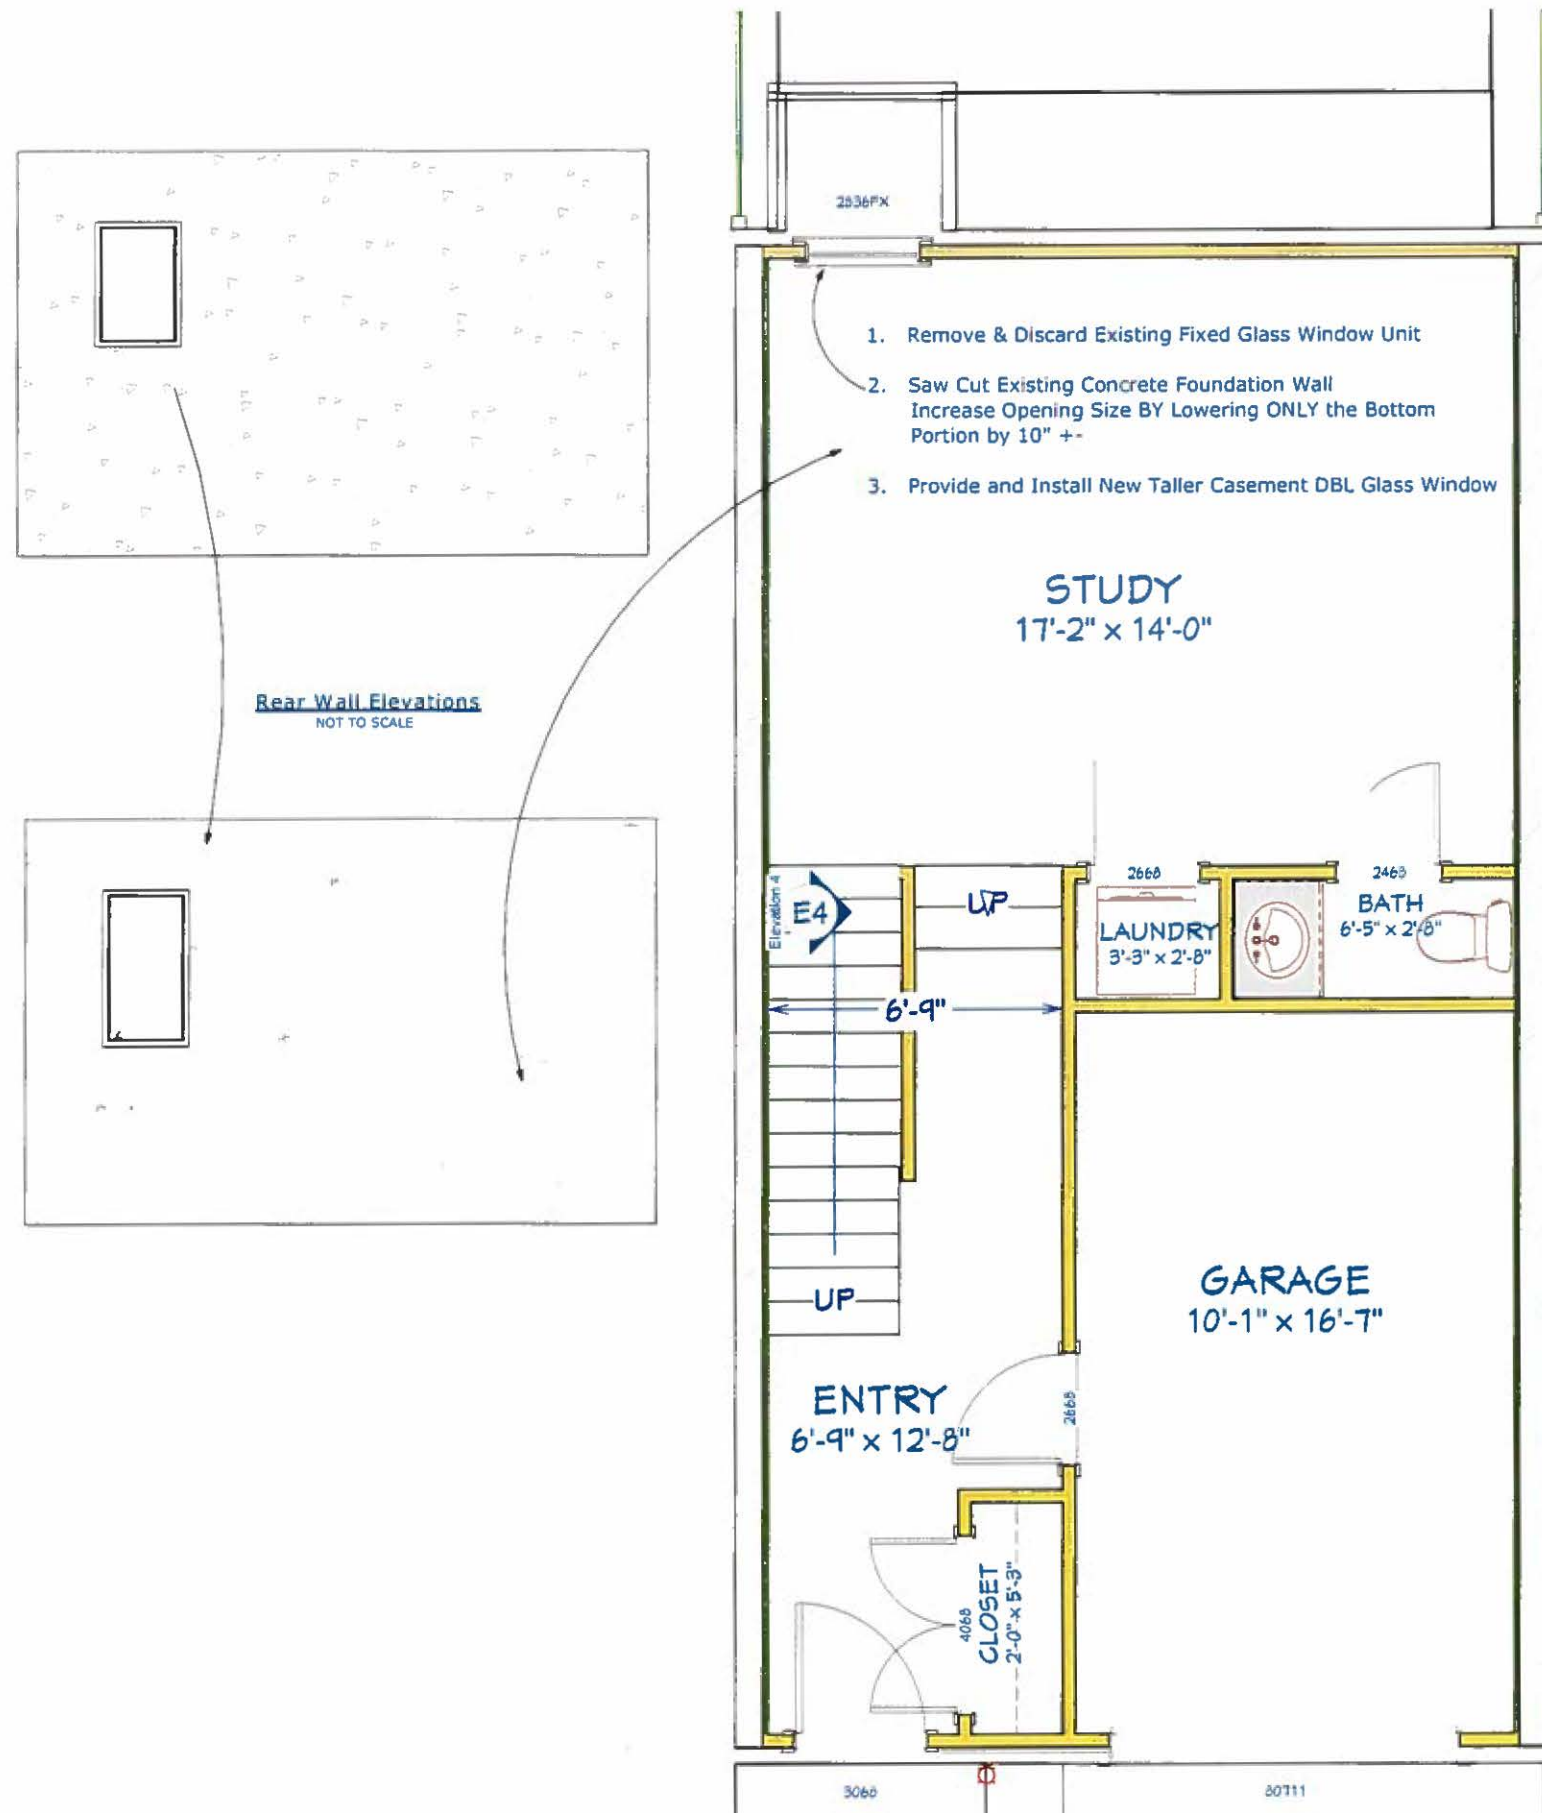 2836FX
1. Remove & Discard Existing Fixed Glass Window Unit
2. Saw Cut Existing Concrete Foundation Wall
Increase Opening Size BY Lowering ONLY the Bottom
Portion by 10" +-
3. Provide and Install New Taller Casement DBL Glass Window
STUDY
17'-2" x 14'-0"
Rear Wall Elevations
NOT TO SCALE
2668
2468
Elevation 4
E4
UP
LAUNDRY
3'-3" x 2'-8"
BATH
6'-5" x 2'-8"
6'-9"
UP
GARAGE
10'-1" x 16'-7"
ENTRY
6'-9" x 12'-8"
2668
4068
CLOSET
2'-0" x 5'-3"
3068
80711